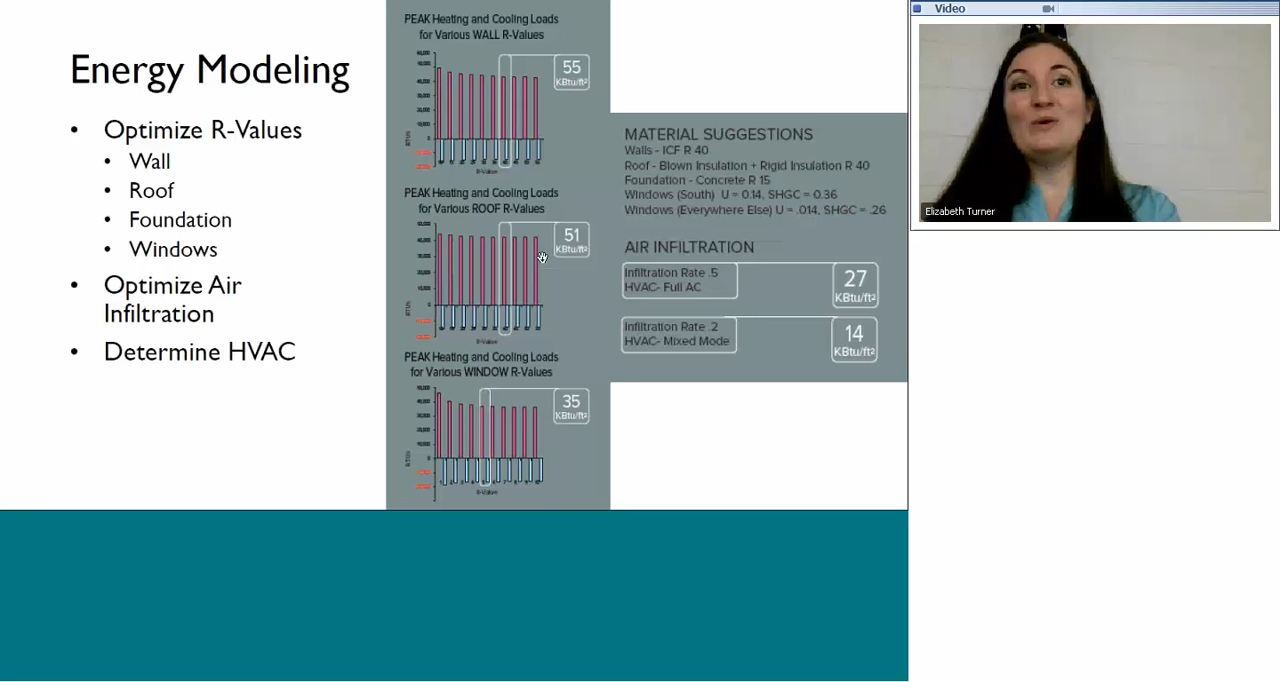 Energy Modeling
• Optimize R-Values
• Wall
• Roof
• Foundation
• Windows
• Optimize Air
Infiltration
• Determine HVAC
PEAK Heating and Cooling Loads
for Various WALL R-Values
55
KBtu/ft²
R-Value
PEAK Heating and Cooling Loads
for Various ROOF R-Values
51
KBtu/ft²
R-Value
PEAK Heating and Cooling Loads
for Various WINDOW R-Values
35
KBtu/ft²
R-Value
MATERIAL SUGGESTIONS
Walls - ICF R 40
Roof - Blown Insulation + Rigid Insulation R 40
Foundation - Concrete R 15
Windows (South) U = 0.14, SHGC = 0.36
Windows (Everywhere Else) U = .014, SHGC = .26
AIR INFILTRATION
Infiltration Rate .5
HVAC- Full AC
27
KBtu/ft²
Infiltration Rate .2
HVAC- Mixed Mode
14
KBtu/ft²
Video
Elizabeth Turner